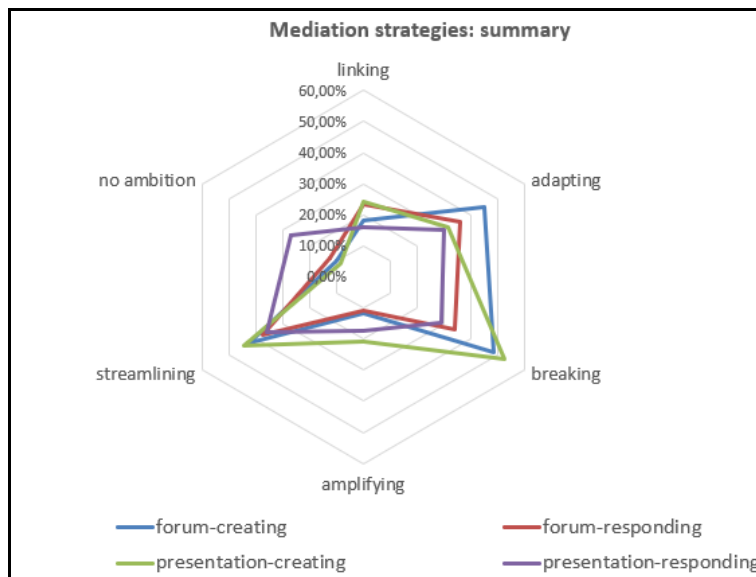 Mediation strategies: summary
linking
60,00%
50,00%
no ambition
40,00%
adapting
30,00%
20,00%
10,00%
0,00%
streamlining
breaking
amplifying
forum-creating
forum-responding
presentation-creating
presentation-responding